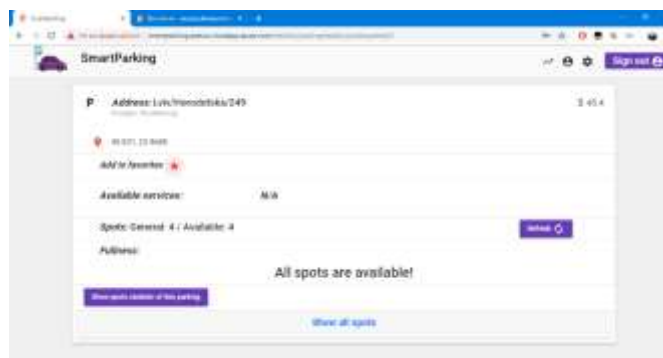 SmartParking
Sign out
P Address: Lviv/Horodotska/249
$ 45.4
Add to favorites
Available services: N/A
Spots: General: 4 / Available: 4
Refresh
Fullness:
All spots are available!
Show spots statistic of this parking
Show all spots